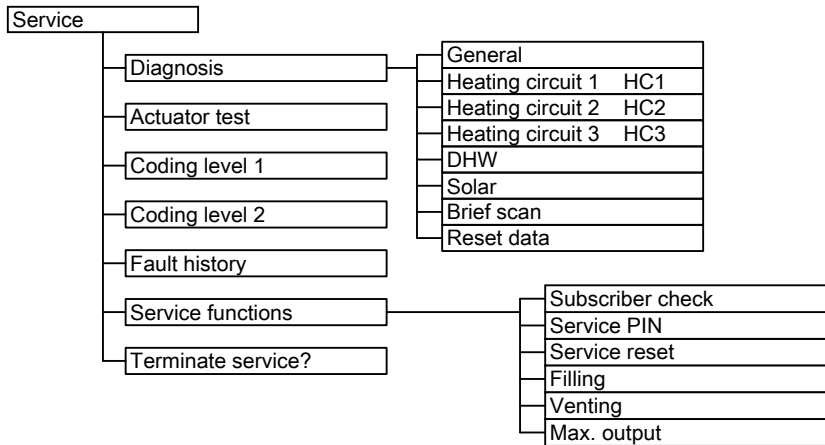 Service
Diagnosis
General
Heating circuit 1 HC1
Heating circuit 2 HC2
Heating circuit 3 HC3
DHW
Solar
Brief scan
Reset data
Actuator test
Coding level 1
Coding level 2
Fault history
Service functions
Subscriber check
Service PIN
Service reset
Filling
Venting
Max. output
Terminate service?